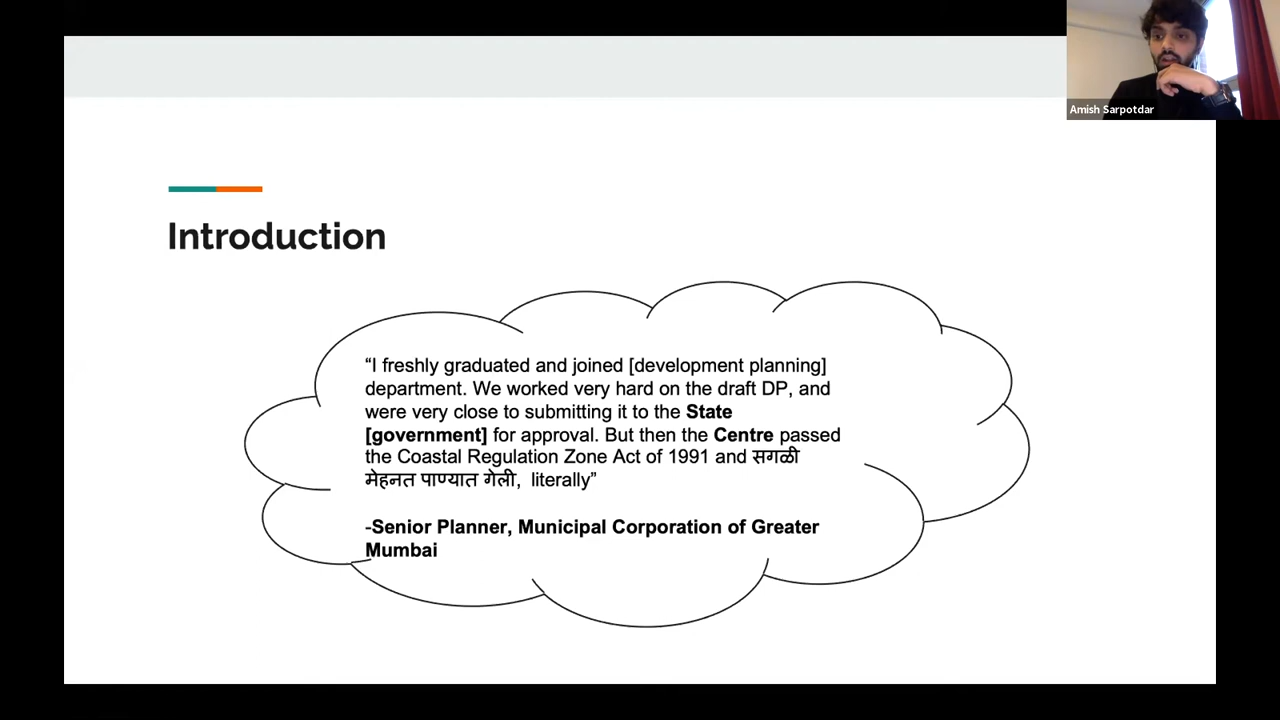 Amish Sarpotdar
Introduction
“I freshly graduated and joined [development planning]
department. We worked very hard on the draft DP, and
were very close to submitting it to the State
[government] for approval. But then the Centre passed
the Coastal Regulation Zone Act of 1991 and सगळी
मेहनत पाण्यात गेली, literally”
-Senior Planner, Municipal Corporation of Greater
Mumbai